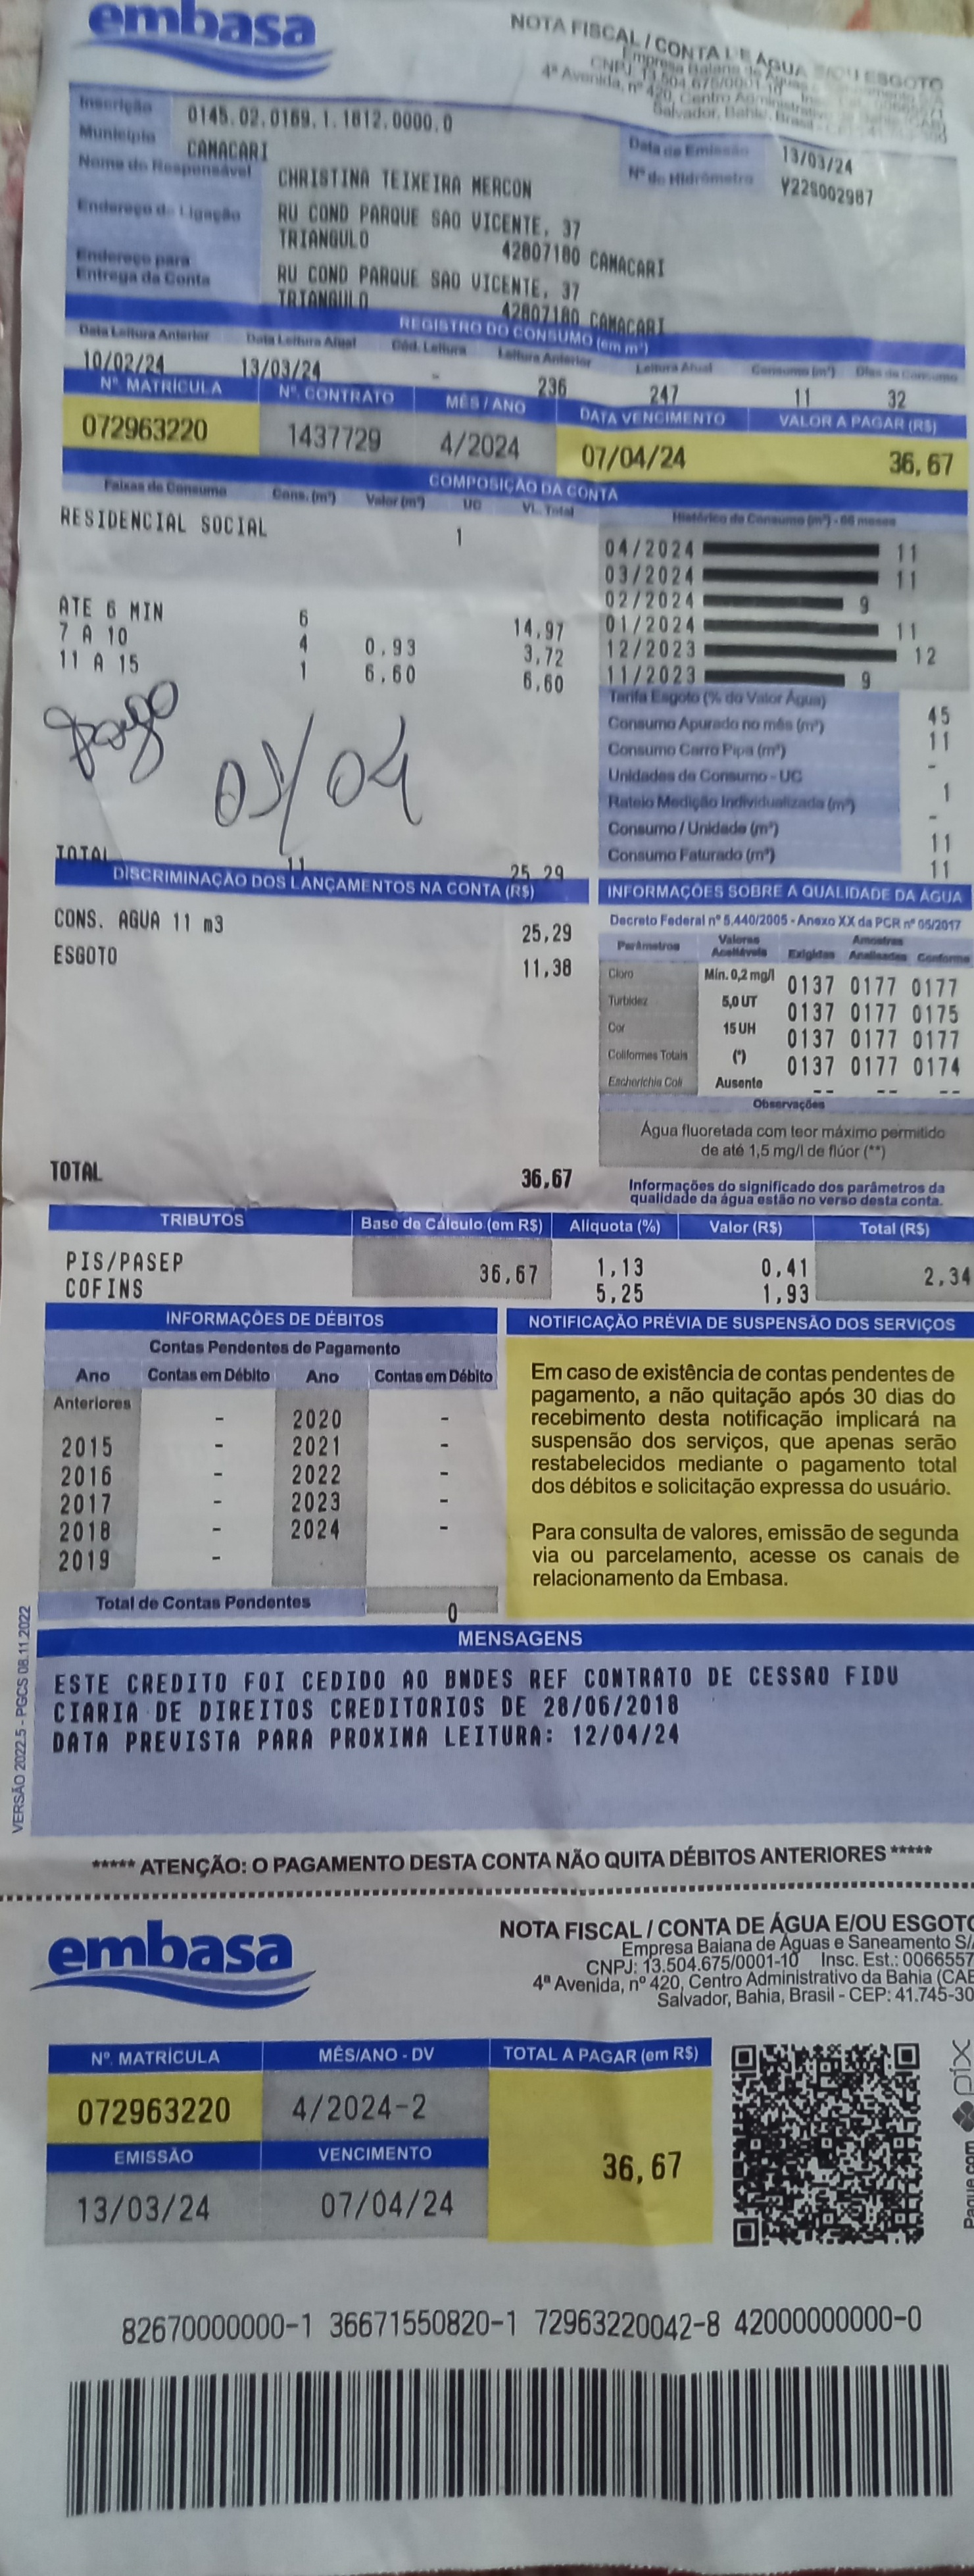 embasa
NOTA FISCAL / CONTA DE ÁGUA E/OU ESGOTO
Empresa Baiana de Águas
CNPJ: 13.504.675/0001-10
4ª Avenida, nº 420, Centro Administrativo
Salvador, Bahia, Brasil
Inscrição 0145.02.0169.1.1612.0000.0
Município CAMACARI
Data de Emissão 13/03/24
Nome do Responsável CHRISTINA TEIXEIRA MERCON
Nº do Hidrômetro Y22S002987
Endereço da Ligação RU COND PARQUE SAO VICENTE, 37
TRIANGULO 42807180 CAMACARI
Endereço para Entrega da Conta RU COND PARQUE SAO VICENTE, 37
TRIANGULO 42807180 CAMACARI
REGISTRO DO CONSUMO (em m³)
Data Leitura Anterior Data Leitura Atual Cód. Leitura Leitura Anterior Leitura Atual Consumo (m³) Dias de Consumo
10/02/24 13/03/24 - 236 247 11 32
Nº. MATRÍCULA Nº. CONTRATO MÊS / ANO DATA VENCIMENTO VALOR A PAGAR (R$)
072963220 1437729 4/2024 07/04/24 36,67
COMPOSIÇÃO DA CONTA
Faixas de Consumo Cons. (m³) Valor (m³) UC Vl. Total
RESIDENCIAL SOCIAL 1
ATE 6 MIN 6 14,97
7 A 10 4 0,93 3,72
11 A 15 1 6,60 6,60
pago
TOTAL 11 25,29
Histórico de Consumo (m³) - 06 meses
04/2024 11
03/2024 11
02/2024 9
01/2024 11
12/2023 12
11/2023 9
Tarifa Esgoto (% do Valor Água) 45
Consumo Apurado no mês (m³) 11
Consumo Carro Pipa (m³) -
Unidades de Consumo - UC 1
Rateio Medição Individualizada (m³) -
Consumo / Unidade (m³) 11
Consumo Faturado (m³) 11
DISCRIMINAÇÃO DOS LANÇAMENTOS NA CONTA (R$)
CONS. AGUA 11 m3 25,29
ESGOTO 11,38
TOTAL 36,67
INFORMAÇÕES SOBRE A QUALIDADE DA ÁGUA
Decreto Federal nº 5.440/2005 - Anexo XX da PCR nº 05/2017
Parâmetros Valores Aceitáveis Amostras
Exigidas Analisadas Conforme
Cloro Mín. 0,2 mg/l 0137 0177 0177
Turbidez 5,0 UT 0137 0177 0175
Cor 15 UH 0137 0177 0177
Coliformes Totais (*) 0137 0177 0174
Escherichia Coli Ausente -- -- --
Observações
Água fluoretada com teor máximo permitido
de até 1,5 mg/l de flúor (**)
Informações do significado dos parâmetros da
qualidade da água estão no verso desta conta.
TRIBUTOS Base de Cálculo (em R$) Alíquota (%) Valor (R$) Total (R$)
PIS/PASEP 36,67 1,13 0,41 2,34
COFINS 5,25 1,93
INFORMAÇÕES DE DÉBITOS
Contas Pendentes de Pagamento
Ano Contas em Débito Ano Contas em Débito
Anteriores - 2020 -
2015 - 2021 -
2016 - 2022 -
2017 - 2023 -
2018 - 2024 -
2019 -
Total de Contas Pendentes 0
NOTIFICAÇÃO PRÉVIA DE SUSPENSÃO DOS SERVIÇOS
Em caso de existência de contas pendentes de
pagamento, a não quitação após 30 dias do
recebimento desta notificação implicará na
suspensão dos serviços, que apenas serão
restabelecidos mediante o pagamento total
dos débitos e solicitação expressa do usuário.
Para consulta de valores, emissão de segunda
via ou parcelamento, acesse os canais de
relacionamento da Embasa.
MENSAGENS
ESTE CREDITO FOI CEDIDO AO BNDES REF CONTRATO DE CESSAO FIDU
CIARIA DE DIREITOS CREDITORIOS DE 28/06/2018
DATA PREVISTA PARA PROXIMA LEITURA: 12/04/24
VERSÃO 2022.5 - PGCS 08.11.2022
***** ATENÇÃO: O PAGAMENTO DESTA CONTA NÃO QUITA DÉBITOS ANTERIORES *****
embasa
NOTA FISCAL / CONTA DE ÁGUA E/OU ESGOTO
Empresa Baiana de Águas e Saneamento S/A
CNPJ: 13.504.675/0001-10 Insc. Est.: 0066557
4ª Avenida, nº 420, Centro Administrativo da Bahia (CAB
Salvador, Bahia, Brasil - CEP: 41.745-30
Nº. MATRÍCULA MÊS/ANO - DV TOTAL A PAGAR (em R$)
072963220 4/2024-2 36,67
EMISSÃO VENCIMENTO
13/03/24 07/04/24
Pague com pix
82670000000-1 36671550820-1 72963220042-8 42000000000-0